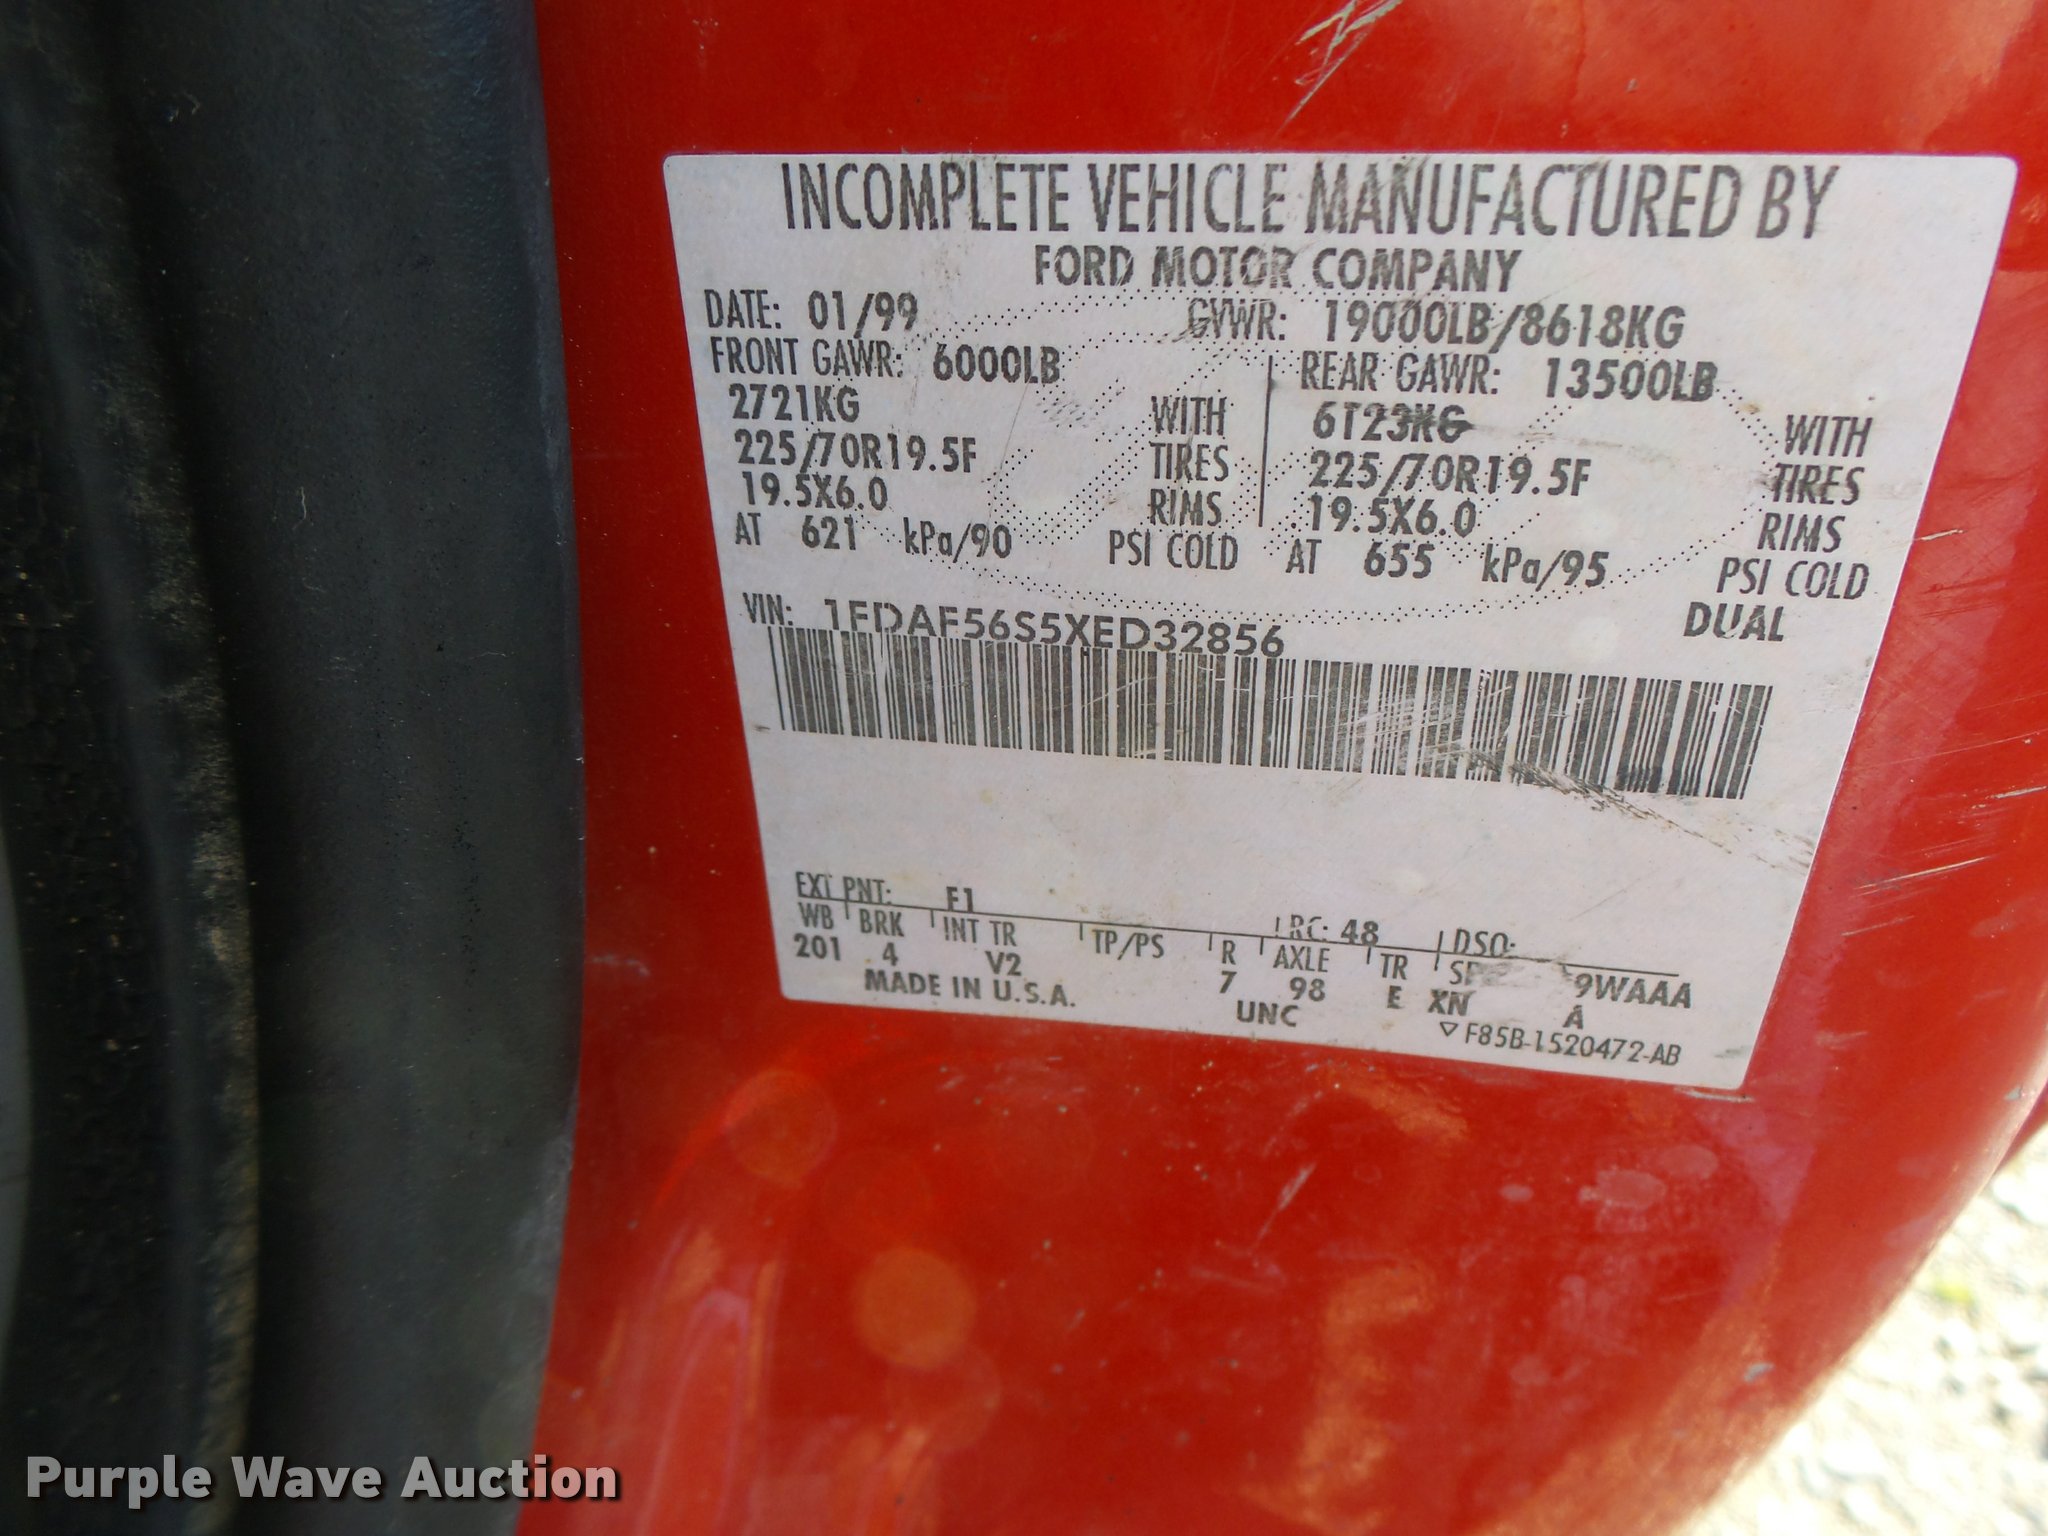 INCOMPLETE VEHICLE MANUFACTURED BY
FORD MOTOR COMPANY
DATE: 01/99 GVWR: 19000LB/8618KG
FRONT GAWR: 6000LB REAR GAWR: 13500LB
2721KG WITH 6123KG WITH
225/70R19.5F TIRES 225/70R19.5F TIRES
19.5X6.0 RIMS 19.5X6.0 RIMS
AT 621 kPa/90 PSI COLD AT 655 kPa/95 PSI COLD
DUAL
VIN: 1FDAF56S5XED32856
EXT PNT: F1 RC: 48 DSO:
WB BRK INT TR TP/PS R AXLE TR
201 4 V2 7 98 E XN 9WAAA
MADE IN U.S.A. UNC A
▽ F85B-1520472-AB
Purple Wave Auction